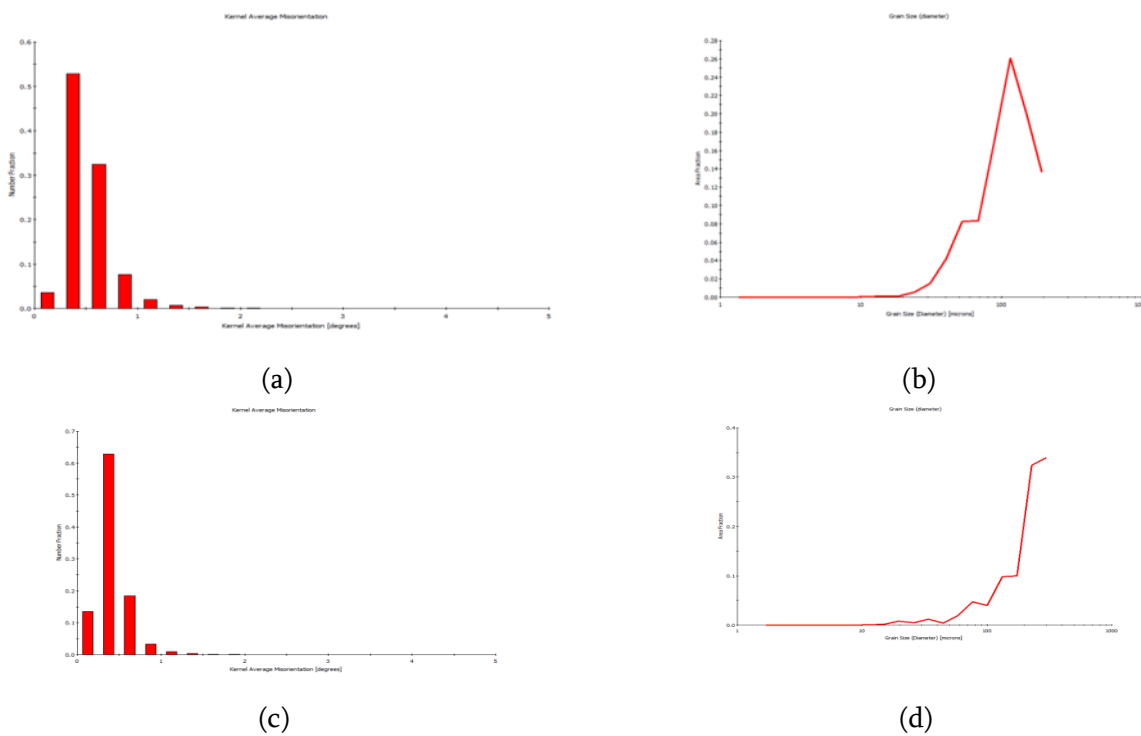 Kernel Average Misorientation
0.6
0.5
0.4
0.3
0.2
0.1
0.0
Number Fraction
0 1 2 3 4 5
Kernel Average Misorientation [degrees]
(a)
Grain Size (diameter)
0.28
0.26
0.24
0.22
0.20
0.18
0.16
0.14
0.12
0.10
0.08
0.06
0.04
0.02
0.00
Area Fraction
1 10 100 100
Grain Size (Diameter) [microns]
(b)
Kernel Average Misorientation
0.7
0.6
0.5
0.4
0.3
0.2
0.1
0.0
Number Fraction
0 1 2 3 4 5
Kernel Average Misorientation [degrees]
(c)
Grain Size (diameter)
0.4
0.3
0.2
0.1
0.0
Area Fraction
1 10 100 1000
Grain Size (Diameter) [microns]
(d)